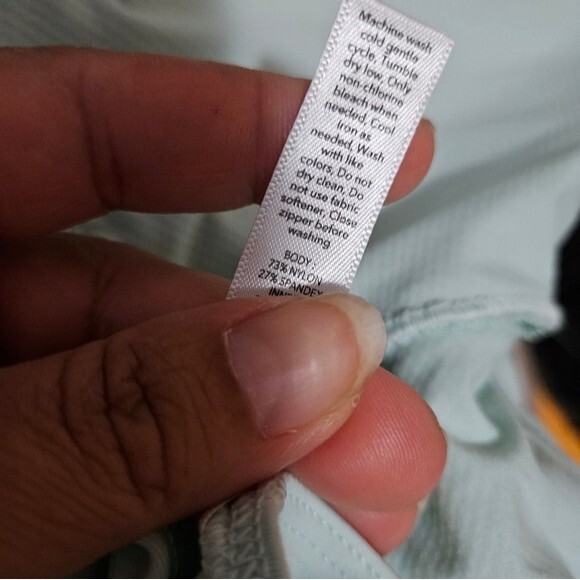 Machine wash
cold gentle
cycle, Tumble
dry low, Only
non-chlorine
bleach when
needed, Cool
iron as
needed, Wash
with like
colors, Do not
dry clean, Do
not use fabric
softener, Close
zipper before
washing
BODY:
73% NYLON
27% SPANDEX